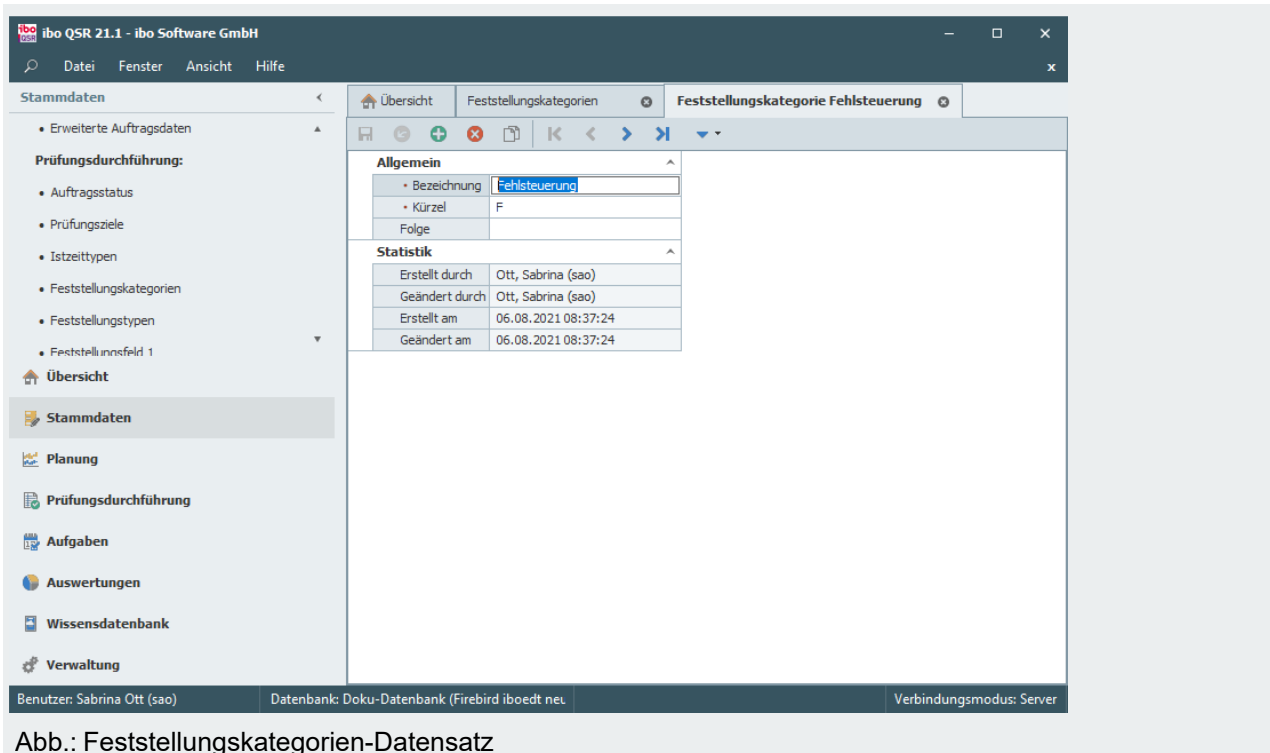 ibo QSR ibo QSR 21.1 - ibo Software GmbH
Datei Fenster Ansicht Hilfe x
Stammdaten
Übersicht Feststellungskategorien Feststellungskategorie Fehlsteuerung
• Erweiterte Auftragsdaten
Prüfungsdurchführung:
• Auftragsstatus
• Prüfungsziele
• Istzeittypen
• Feststellungskategorien
• Feststellungstypen
• Feststellungsfeld 1
Übersicht
Stammdaten
Planung
Prüfungsdurchführung
Aufgaben
Auswertungen
Wissensdatenbank
Verwaltung
Allgemein
• Bezeichnung Fehlsteuerung
• Kürzel F
Folge
Statistik
Erstellt durch Ott, Sabrina (sao)
Geändert durch Ott, Sabrina (sao)
Erstellt am 06.08.2021 08:37:24
Geändert am 06.08.2021 08:37:24
Benutzer: Sabrina Ott (sao) Datenbank: Doku-Datenbank (Firebird iboedt neu Verbindungsmodus: Server
Abb.: Feststellungskategorien-Datensatz